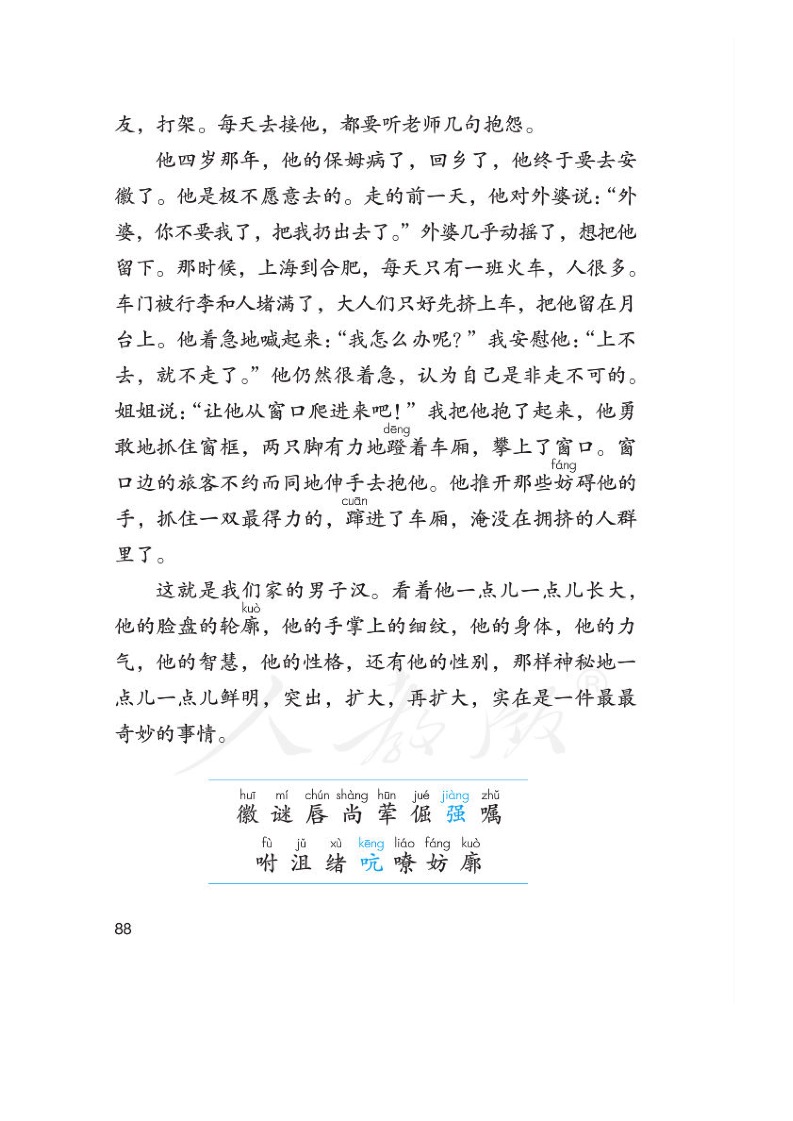 友，打架。每天去接他，都要听老师几句抱怨。
他四岁那年，他的保姆病了，回乡了，他终于要去安
徽了。他是极不愿意去的。走的前一天，他对外婆说：“外
婆，你不要我了，把我扔出去了。”外婆几乎动摇了，想把他
留下。那时候，上海到合肥，每天只有一班火车，人很多。
车门被行李和人堵满了，大人们只好先挤上车，把他留在月
台上。他着急地喊起来：“我怎么办呢？”我安慰他：“上不
去，就不走了。”他仍然很着急，认为自己是非走不可的。
姐姐说：“让他从窗口爬进来吧！”我把他抱了起来，他勇
dēng
敢地抓住窗框，两只脚有力地蹬着车厢，攀上了窗口。窗
fáng
口边的旅客不约而同地伸手去抱他。他推开那些妨碍他的
cuān
手，抓住一双最得力的，蹿进了车厢，淹没在拥挤的人群
里了。
这就是我们家的男子汉。看着他一点儿一点儿长大，
kuò
他的脸盘的轮廓，他的手掌上的细纹，他的身体，他的力
气，他的智慧，他的性格，还有他的性别，那样神秘地一
点儿一点儿鲜明，突出，扩大，再扩大，实在是一件最最
奇妙的事情。
人教版®
huī mí chún shàng hūn jué jiàng zhǔ
徽 谜 唇 尚 荤 倔 强 嘱
fù jǔ xù kēng liáo fáng kuò
咐 沮 绪 吭 嘹 妨 廓
88